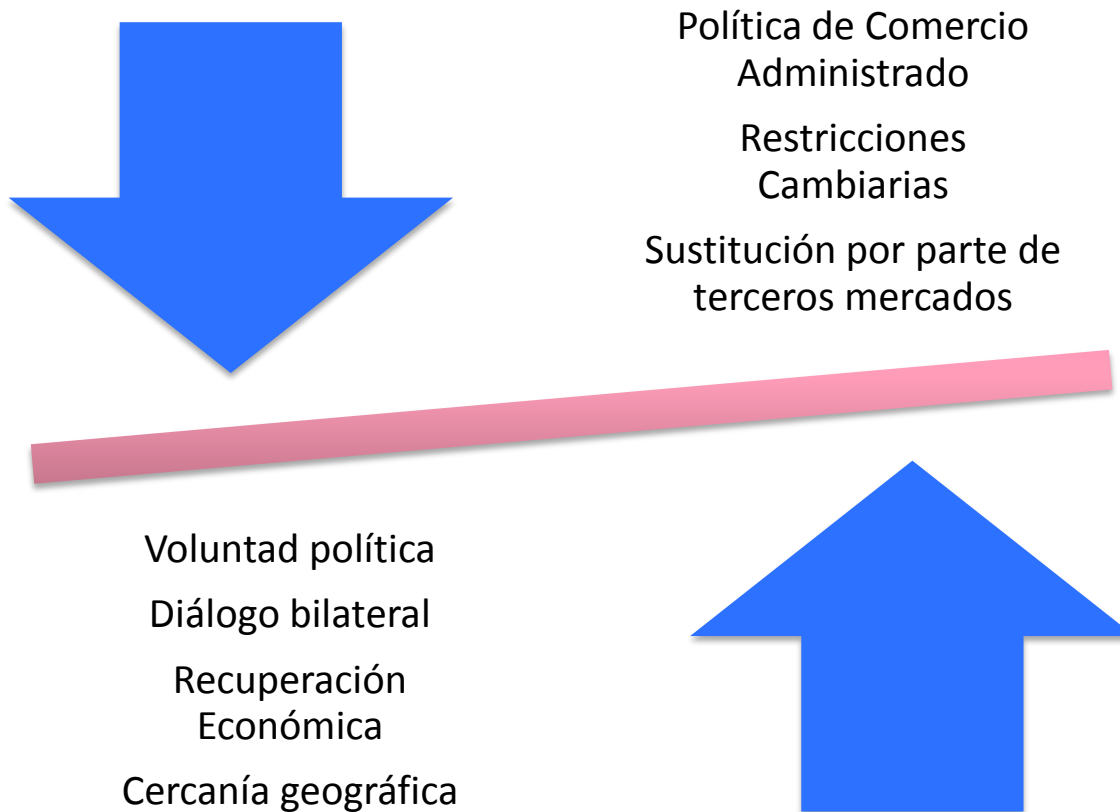 Política de Comercio
Administrado
Restricciones
Cambiarias
Sustitución por parte de
terceros mercados
Voluntad política
Diálogo bilateral
Recuperación
Económica
Cercanía geográfica